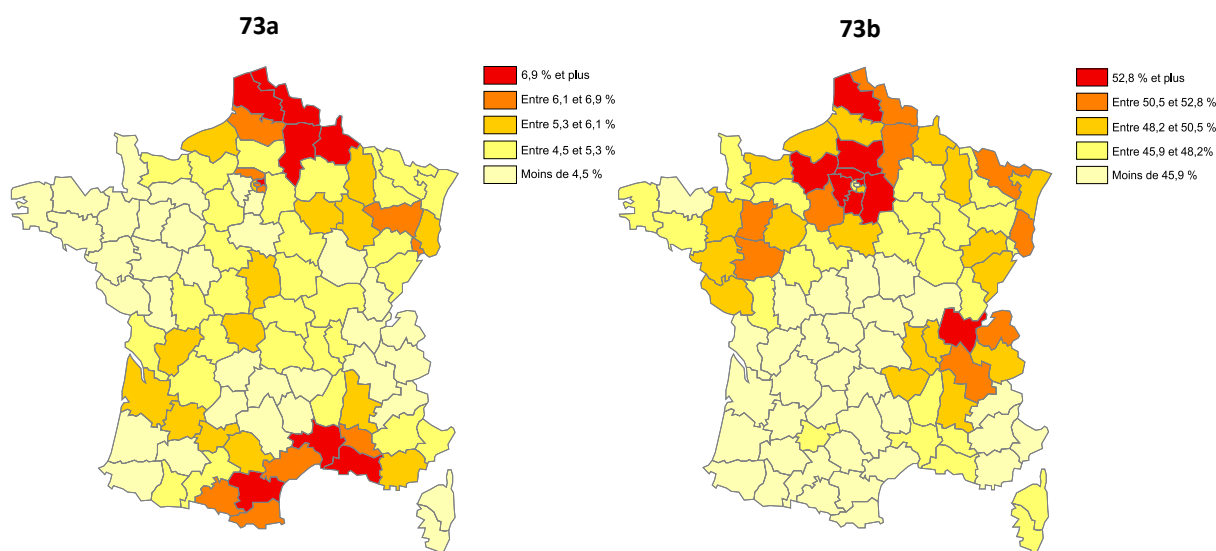 73a
6,9 % et plus
Entre 6,1 et 6,9 %
Entre 5,3 et 6,1 %
Entre 4,5 et 5,3 %
Moins de 4,5 %
73b
52,8 % et plus
Entre 50,5 et 52,8 %
Entre 48,2 et 50,5 %
Entre 45,9 et 48,2%
Moins de 45,9 %